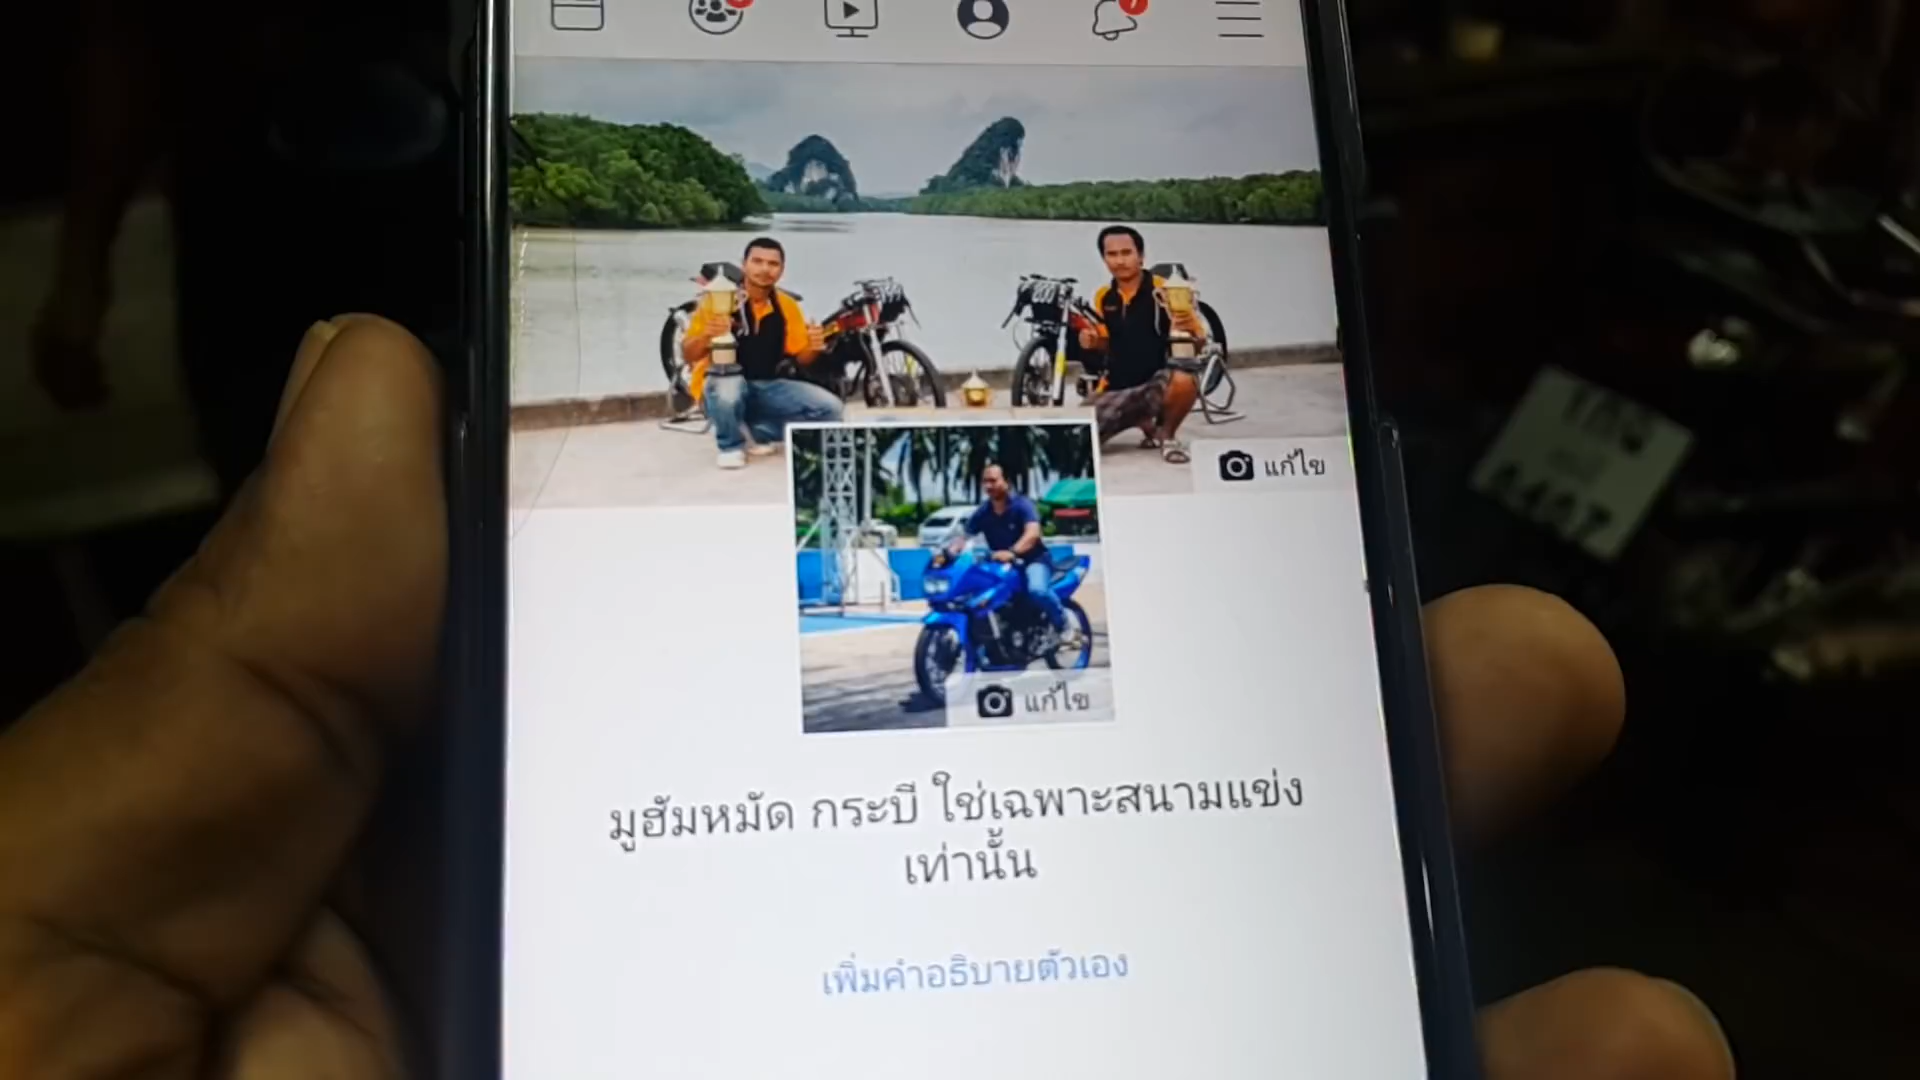 แก้ไข
แก้ไข
มูฮัมหมัด กระบี่ ใช่เฉพาะสนามแข่ง
เท่านั้น
เพิ่มคำอธิบายตัวเอง